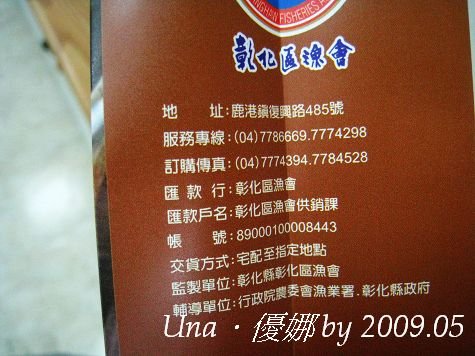 INGHAN FISHERIES A
彰化區漁會
地　　址:鹿港鎮復興路485號
服務專線:(04)7786669.7774298
訂購傳真:(04)7774394.7784528
匯 款 行:彰化區漁會
匯款戶名:彰化區漁會供銷課
帳　　號:89000100008443
交貨方式:宅配至指定地點
監製單位:彰化縣彰化區漁會
輔導單位:行政院農委會漁業署.彰化縣政府
Una．優娜 by 2009.05